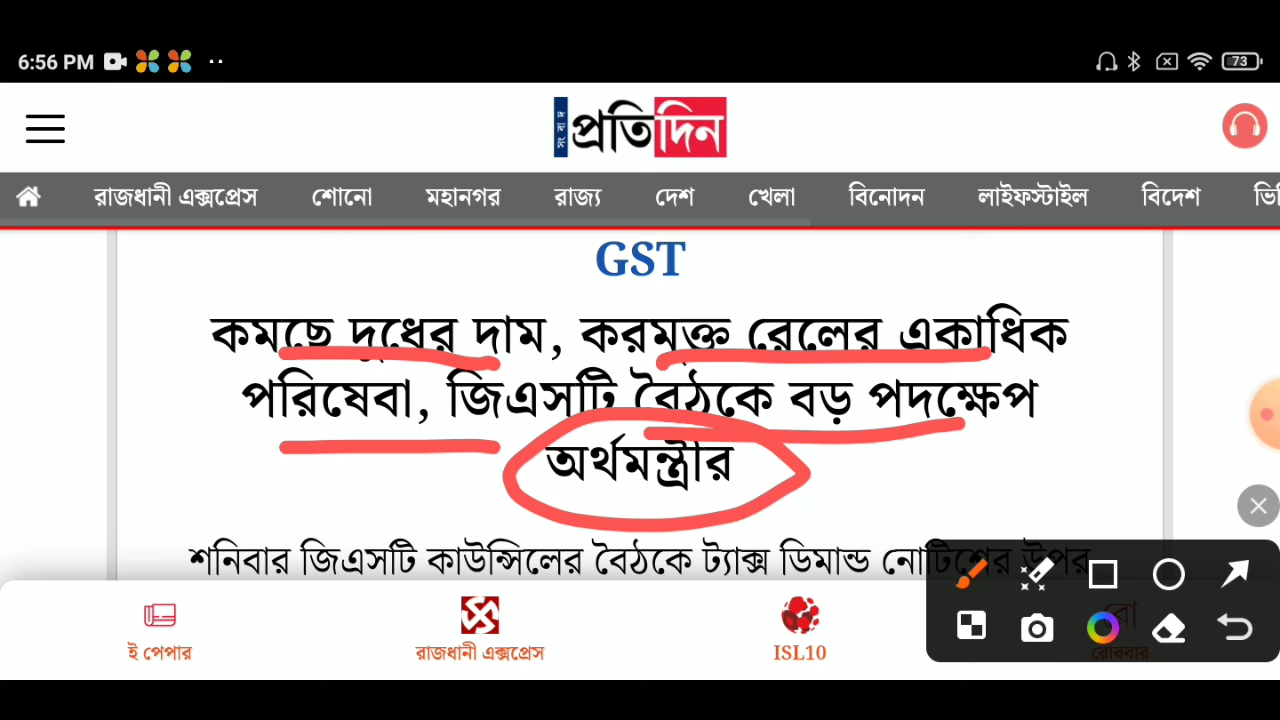 6:56 PM
73
সংবাদ প্রতিদিন
রাজধানী এক্সপ্রেস শোনো মহানগর রাজ্য দেশ খেলা বিনোদন লাইফস্টাইল বিদেশ
GST
কমছে দুধের দাম, করমুক্ত রেলের একাধিক
পরিষেবা, জিএসটি বৈঠকে বড় পদক্ষেপ
অর্থমন্ত্রীর
শনিবার জিএসটি কাউন্সিলের বৈঠকে ট্যাক্স ডিমান্ড নোটিশের উপর
ই পেপার রাজধানী এক্সপ্রেস ISL10 রোববার